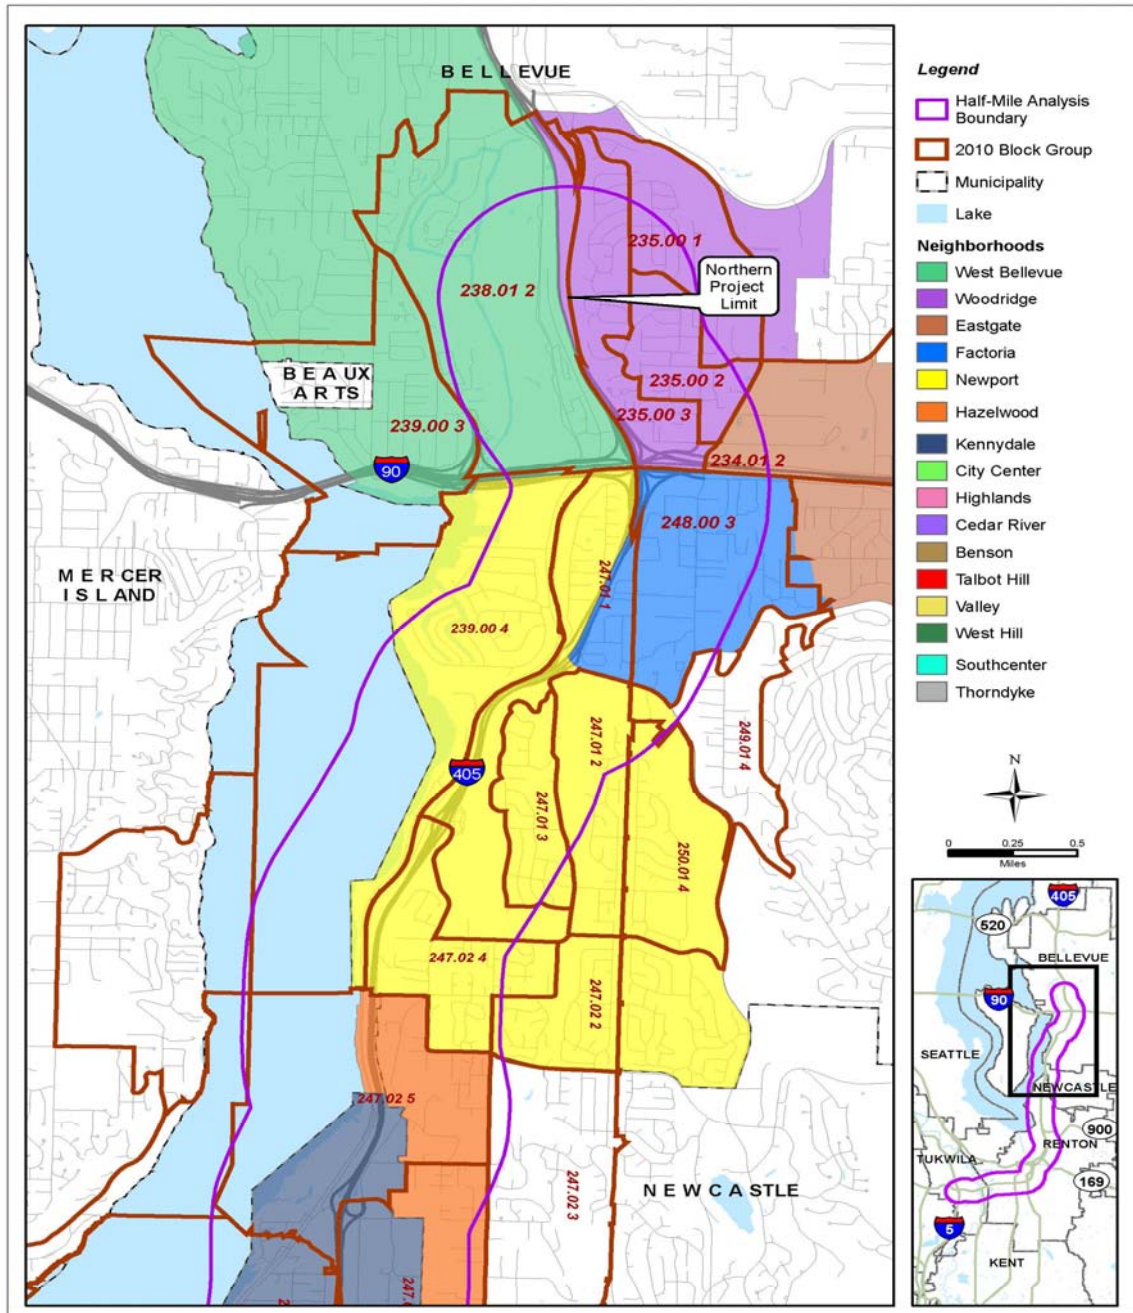 BELLEVUE
235.00 1
238.01 2
Northern
Project
Limit
BEAUX
ARTS
235.00 2
235.00 3
239.00 3
234.01 2
90
248.00 3
MERCER
ISLAND
247.01 1
239.00 4
247.01 2
249.01 4
405
247.01 3
250.01 4
247.02 4
247.02 2
247.02 5
247.02 3
NEWCASTLE
Legend
Half-Mile Analysis
Boundary
2010 Block Group
Municipality
Lake
Neighborhoods
West Bellevue
Woodridge
Eastgate
Factoria
Newport
Hazelwood
Kennydale
City Center
Highlands
Cedar River
Benson
Talbot Hill
Valley
West Hill
Southcenter
Thorndyke
N
0 0.25 0.5
Miles
405
520
BELLEVUE
90
SEATTLE
NEWCASTLE
900
RENTON
TUKWILA
169
5
KENT